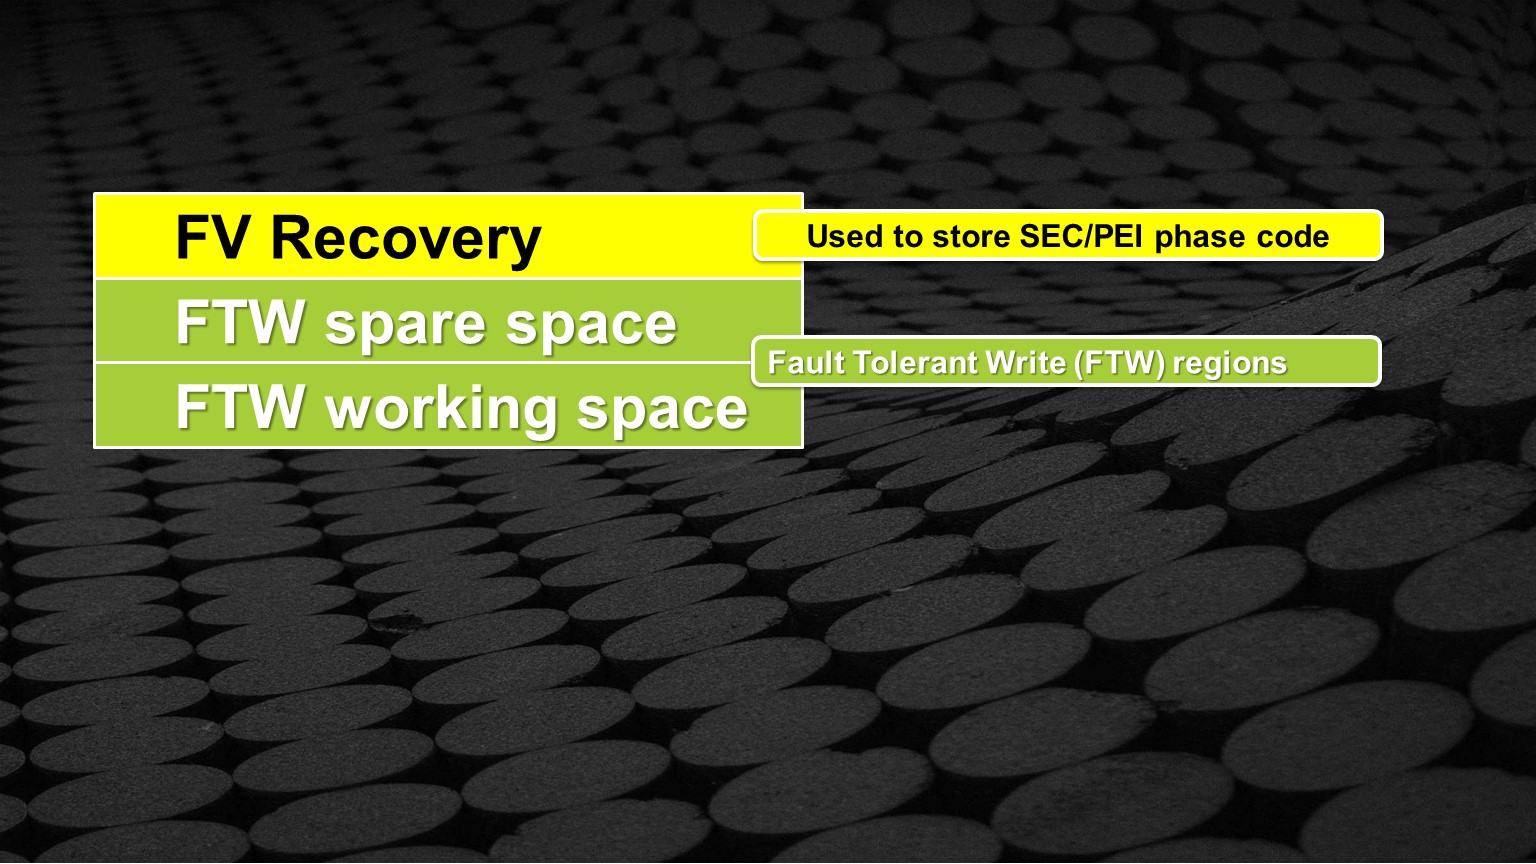 FV Recovery
Used to store SEC/PEI phase code
FTW spare space
Fault Tolerant Write (FTW) regions
FTW working space